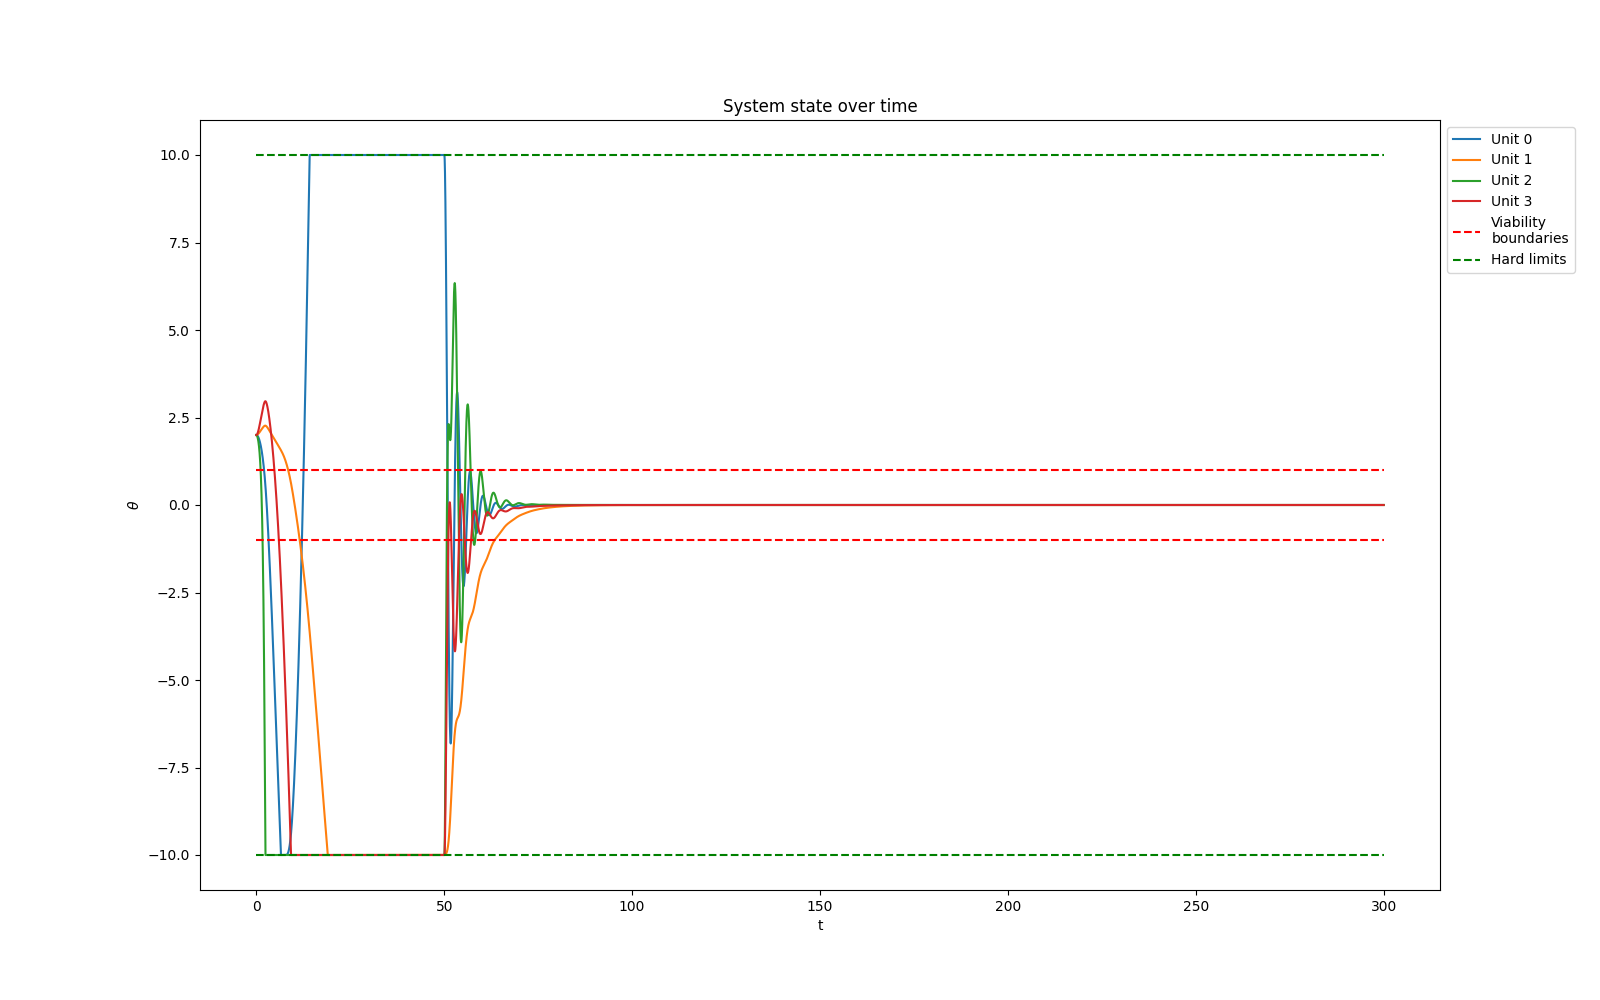 System state over time
10.0
7.5
5.0
2.5
0.0
−2.5
−5.0
−7.5
−10.0
θ
0
50
100
150
200
250
300
t
Unit 0
Unit 1
Unit 2
Unit 3
Viability
boundaries
Hard limits